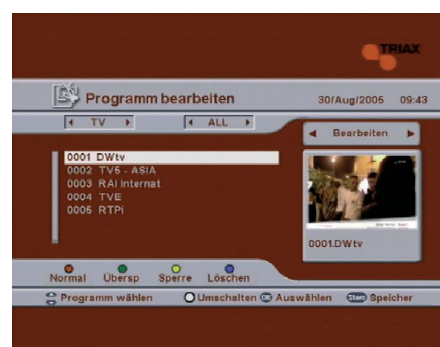 TRIAX
Programm bearbeiten
30/Aug/2005 09:43
TV ALL
Bearbeiten
0001 DWtv
0002 TV5 - ASIA
0003 RAI Internat
0004 TVE
0005 RTPi
0001.DWtv
Normal Übersp Sperre Löschen
Programm wählen Umschalten OK Auswählen Speicher